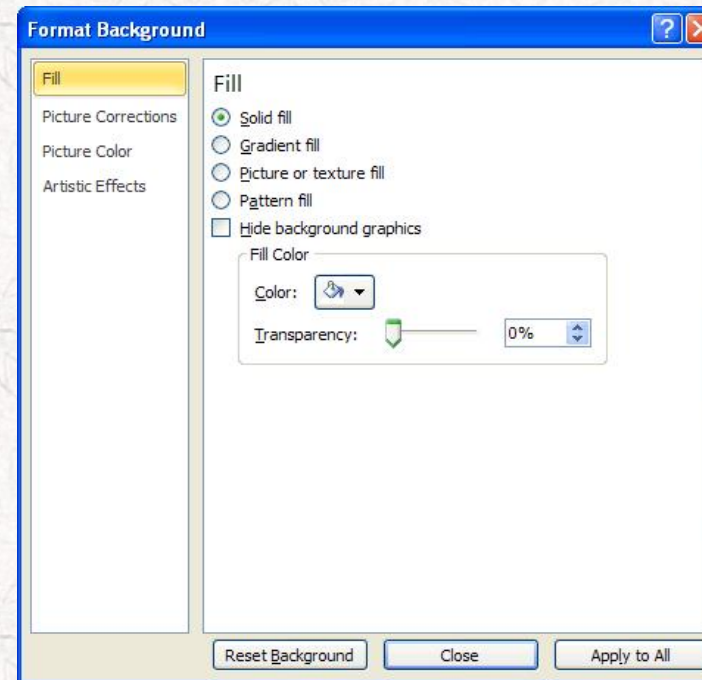 Format Background
?
Fill
Picture Corrections
Picture Color
Artistic Effects
Fill
Solid fill
Gradient fill
Picture or texture fill
Pattern fill
Hide background graphics
Fill Color
Color:
Transparency: 0%
Reset Background Close Apply to All